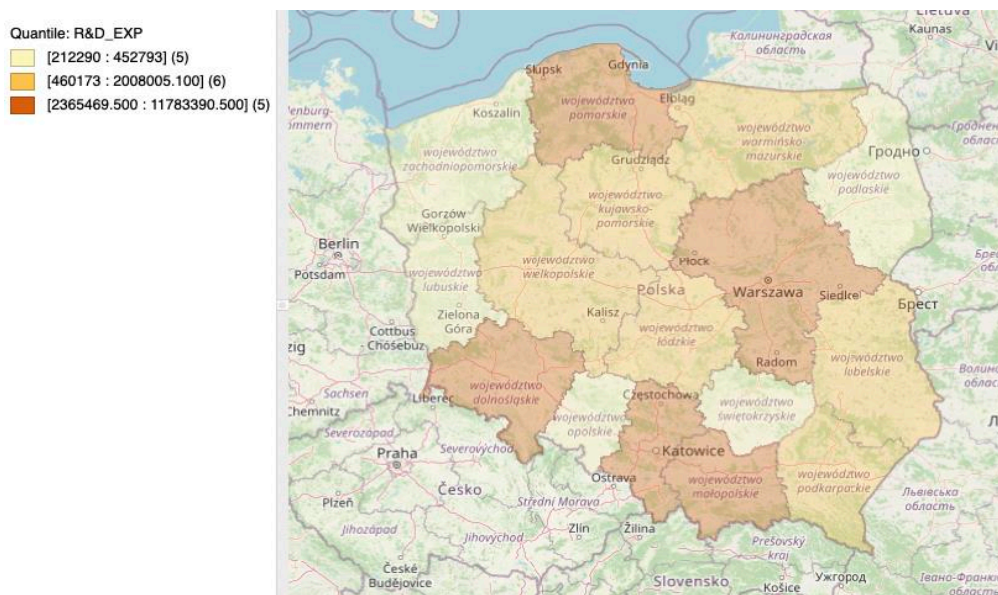 Quantile: R&D_EXP
[212290 : 452793] (5)
[460173 : 2008005.100] (6)
[2365469.500 : 11783390.500] (5)
Lietuva
Kaunas
Калининградская
область
Słupsk
Gdynia
Koszalin
województwo
pomorskie
Elbląg
województwo
warmińsko-
mazurskie
Гродно
województwo
zachodniopomorskie
Grudziądz
województwo
kujawsko-
pomorskie
województwo
podlaskie
Gorzów
Wielkopolski
Berlin
Potsdam
województwo
wielkopolskie
Płock
Polska
Warszawa
Siedlce
Брест
województwo
lubuskie
Zielona
Góra
Kalisz
Cottbus
- Chóśebuz
województwo
łódzkie
Radom
województwo
lubelskie
województwo
dolnośląskie
Liberec
Sachsen
Chemnitz
Severozápad
Severovýchod
Praha
województwo
opolskie
Częstochowa
województwo
świętokrzyskie
Katowice
Ostrava
województwo
małopolskie
województwo
podkarpackie
Львівська
область
Česko
Střední Morava
Plzeň
Jihozápad
Jihovýchod
Zlín
Žilina
Prešovský
kraj
České
Budějovice
Slovensko
Košice
Ужгород
Івано-Франк
область